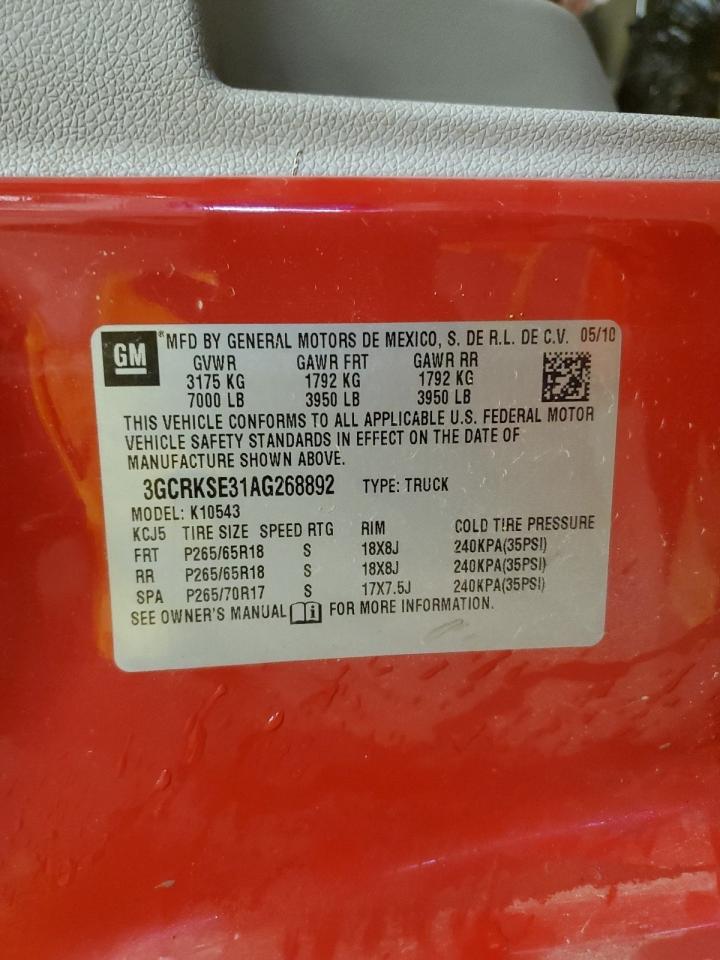 GM ® MFD BY GENERAL MOTORS DE MEXICO, S. DE R.L. DE C.V. 05/10
GVWR GAWR FRT GAWR RR
3175 KG 1792 KG 1792 KG
7000 LB 3950 LB 3950 LB
THIS VEHICLE CONFORMS TO ALL APPLICABLE U.S. FEDERAL MOTOR
VEHICLE SAFETY STANDARDS IN EFFECT ON THE DATE OF
MANUFACTURE SHOWN ABOVE.
3GCRKSE31AG268892 TYPE: TRUCK
MODEL: K10543
KCJ5 TIRE SIZE SPEED RTG RIM COLD TIRE PRESSURE
FRT P265/65R18 S 18X8J 240KPA(35PSI)
RR P265/65R18 S 18X8J 240KPA(35PSI)
SPA P265/70R17 S 17X7.5J 240KPA(35PSI)
SEE OWNER'S MANUAL i FOR MORE INFORMATION.